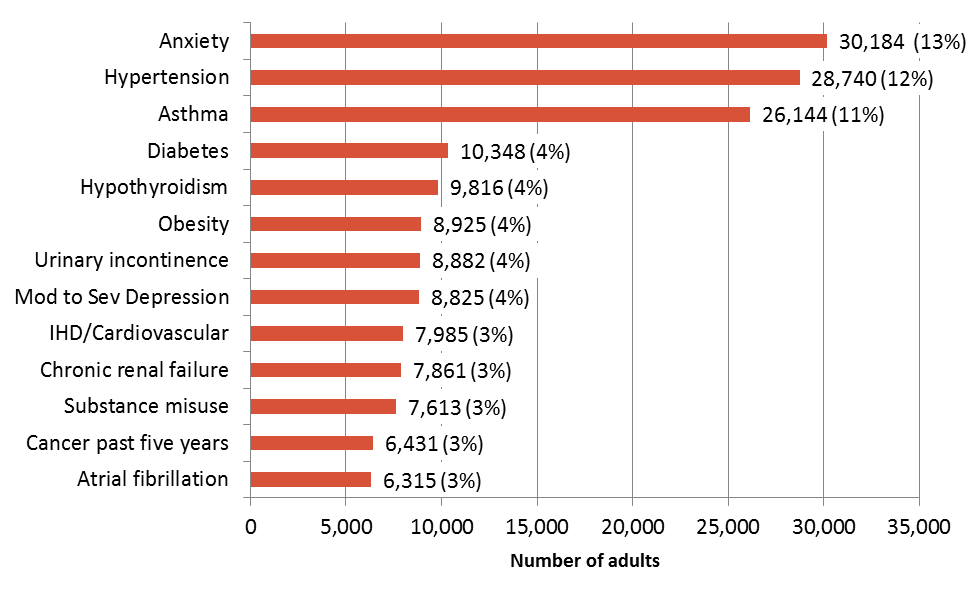 Anxiety 30,184 (13%)
Hypertension 28,740 (12%)
Asthma 26,144 (11%)
Diabetes 10,348 (4%)
Hypothyroidism 9,816 (4%)
Obesity 8,925 (4%)
Urinary incontinence 8,882 (4%)
Mod to Sev Depression 8,825 (4%)
IHD/Cardiovascular 7,985 (3%)
Chronic renal failure 7,861 (3%)
Substance misuse 7,613 (3%)
Cancer past five years 6,431 (3%)
Atrial fibrillation 6,315 (3%)
0 5,000 10,000 15,000 20,000 25,000 30,000 35,000
Number of adults